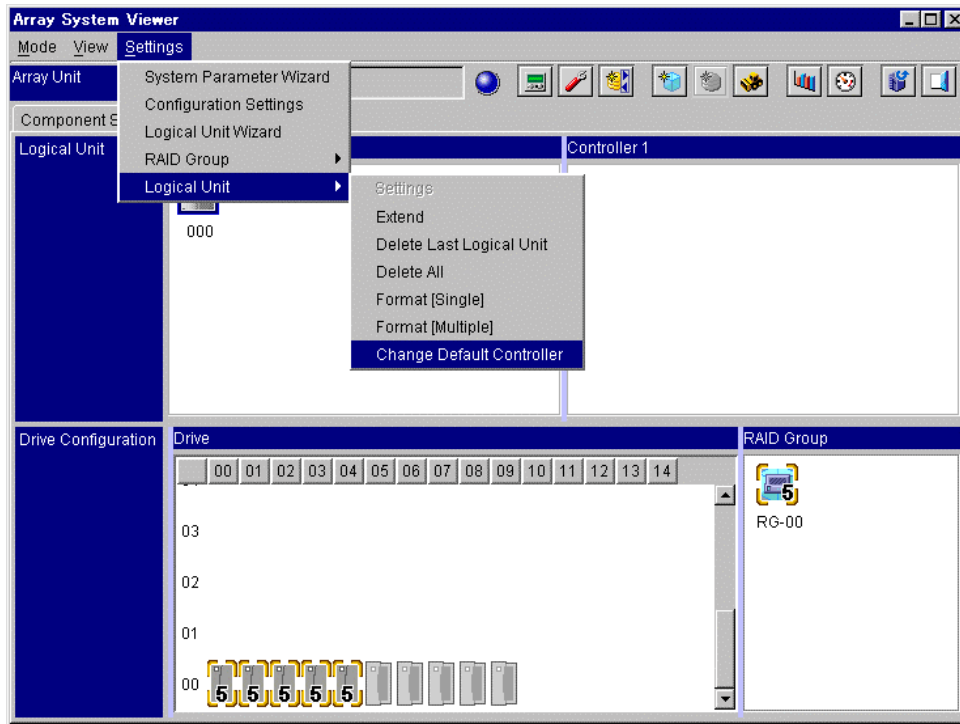 Array System Viewer
Mode View Settings
Array Unit
System Parameter Wizard
Configuration Settings
Logical Unit Wizard
RAID Group
Logical Unit
Component S
Logical Unit
Controller 1
000
Settings
Extend
Delete Last Logical Unit
Delete All
Format [Single]
Format [Multiple]
Change Default Controller
Drive Configuration
Drive
RAID Group
00 01 02 03 04 05 06 07 08 09 10 11 12 13 14
03
02
01
00
5 5 5 5 5
5
RG-00